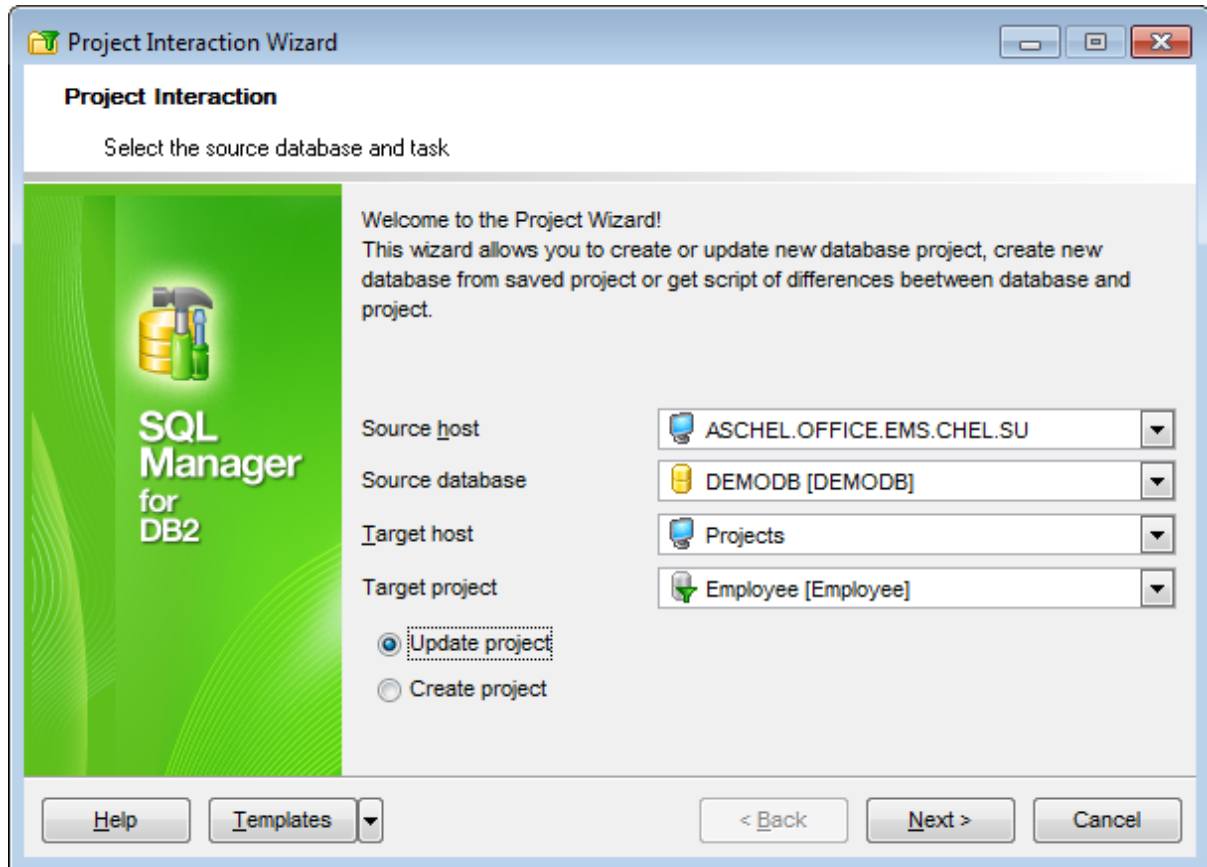 Project Interaction Wizard
Project Interaction
Select the source database and task
Welcome to the Project Wizard!
This wizard allows you to create or update new database project, create new
database from saved project or get script of differences beetween database and
project.
SQL
Manager
for
DB2
Source host
ASCHEL.OFFICE.EMS.CHEL.SU
Source database
DEMODB [DEMODB]
Target host
Projects
Target project
Employee [Employee]
Update project
Create project
Help
Templates
< Back
Next >
Cancel